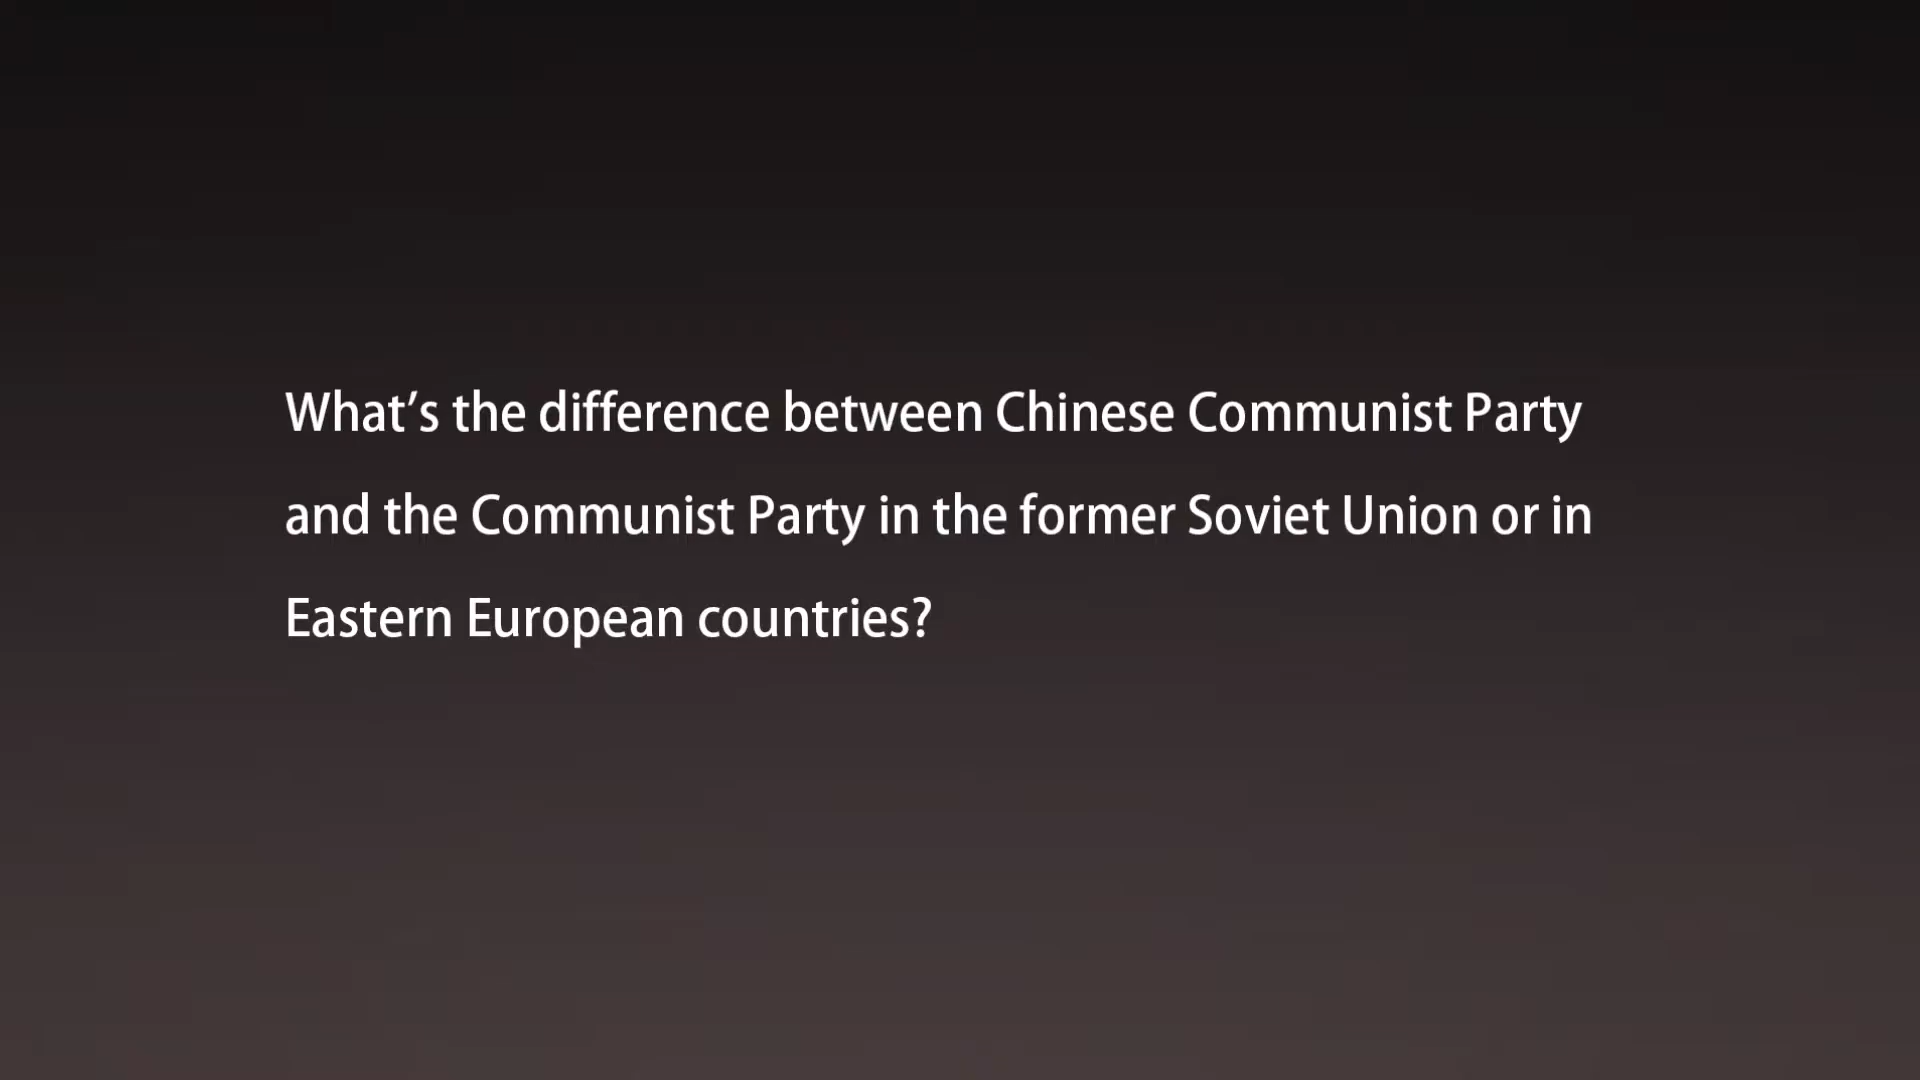 What’s the difference between Chinese Communist Party
and the Communist Party in the former Soviet Union or in
Eastern European countries?